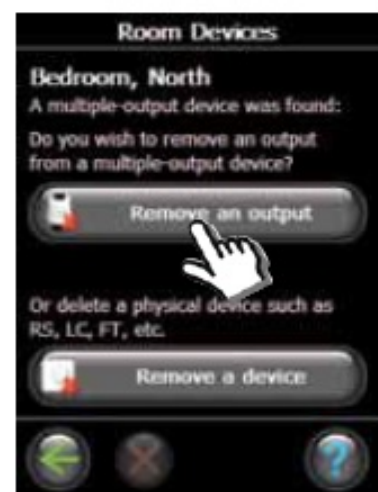 Room Devices
Bedroom, North
A multiple-output device was found:
Do you wish to remove an output
from a multiple-output device?
Remove an output
Or delete a physical device such as
RS, LC, FT, etc.
Remove a device
?